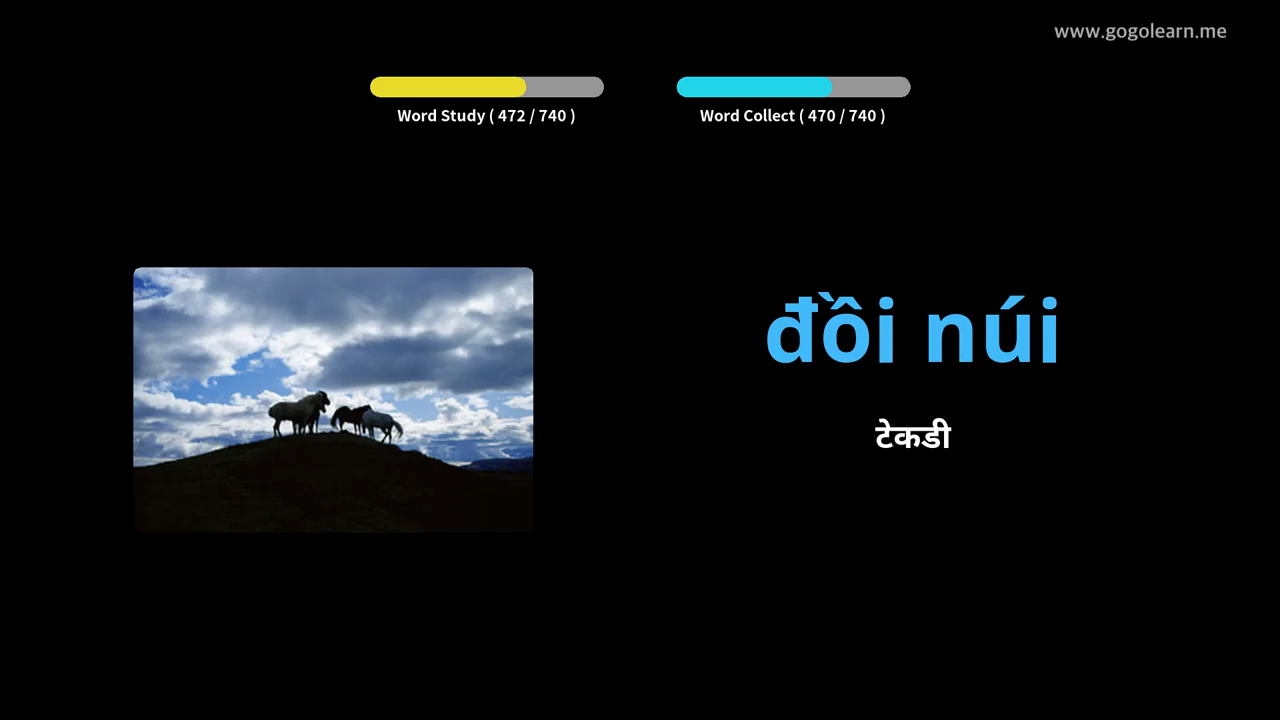 www.gogolearn.me
Word Study ( 472 / 740 )
Word Collect ( 470 / 740 )
đồi núi
टेकडी